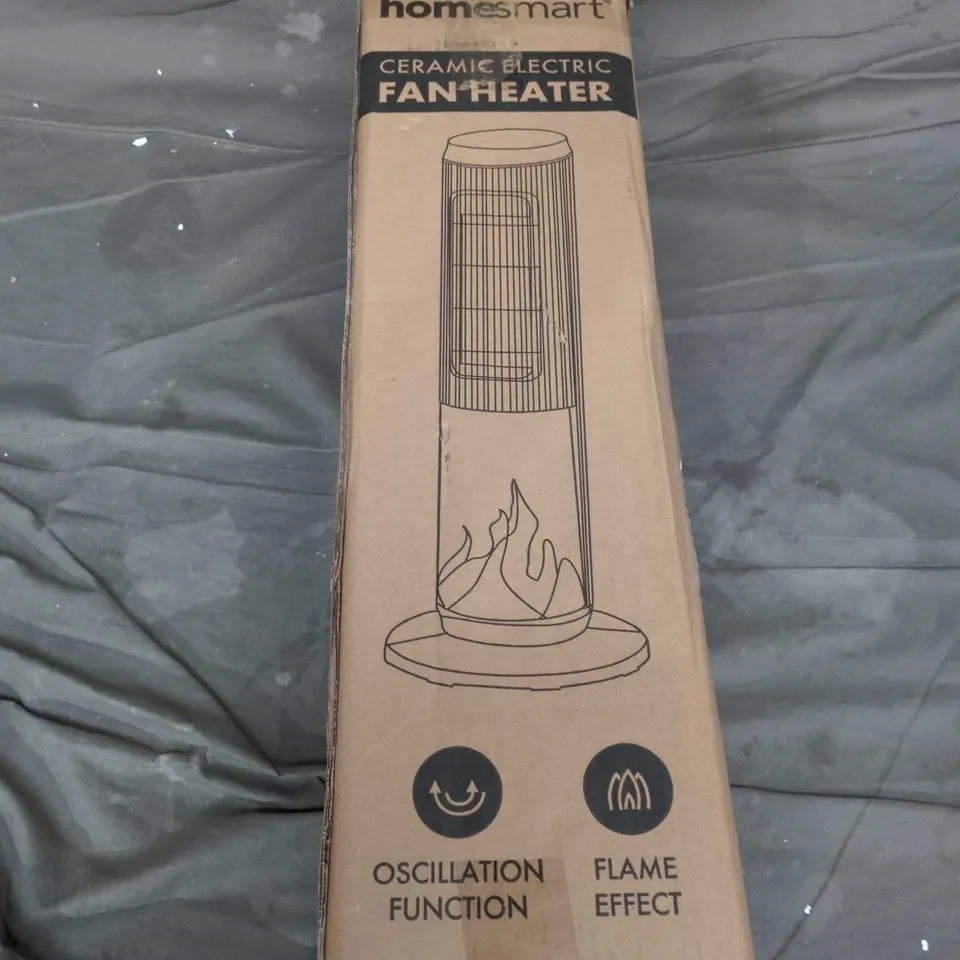 homesmart
CERAMIC ELECTRIC
FAN HEATER
OSCILLATION
FUNCTION
FLAME
EFFECT